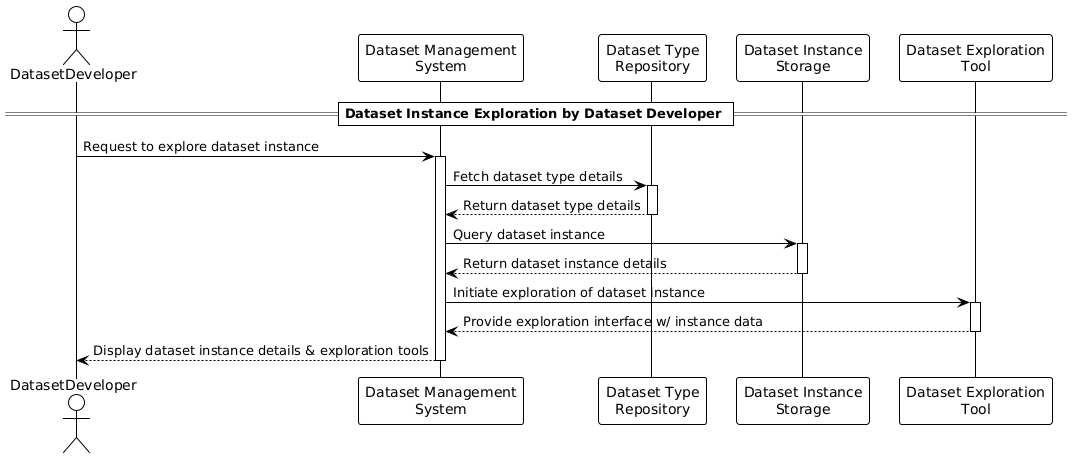 DatasetDeveloper
Dataset Management
System
Dataset Type
Repository
Dataset Instance
Storage
Dataset Exploration
Tool
Dataset Instance Exploration by Dataset Developer
Request to explore dataset instance
Fetch dataset type details
Return dataset type details
Query dataset instance
Return dataset instance details
Initiate exploration of dataset instance
Provide exploration interface w/ instance data
Display dataset instance details & exploration tools
DatasetDeveloper
Dataset Management
System
Dataset Type
Repository
Dataset Instance
Storage
Dataset Exploration
Tool